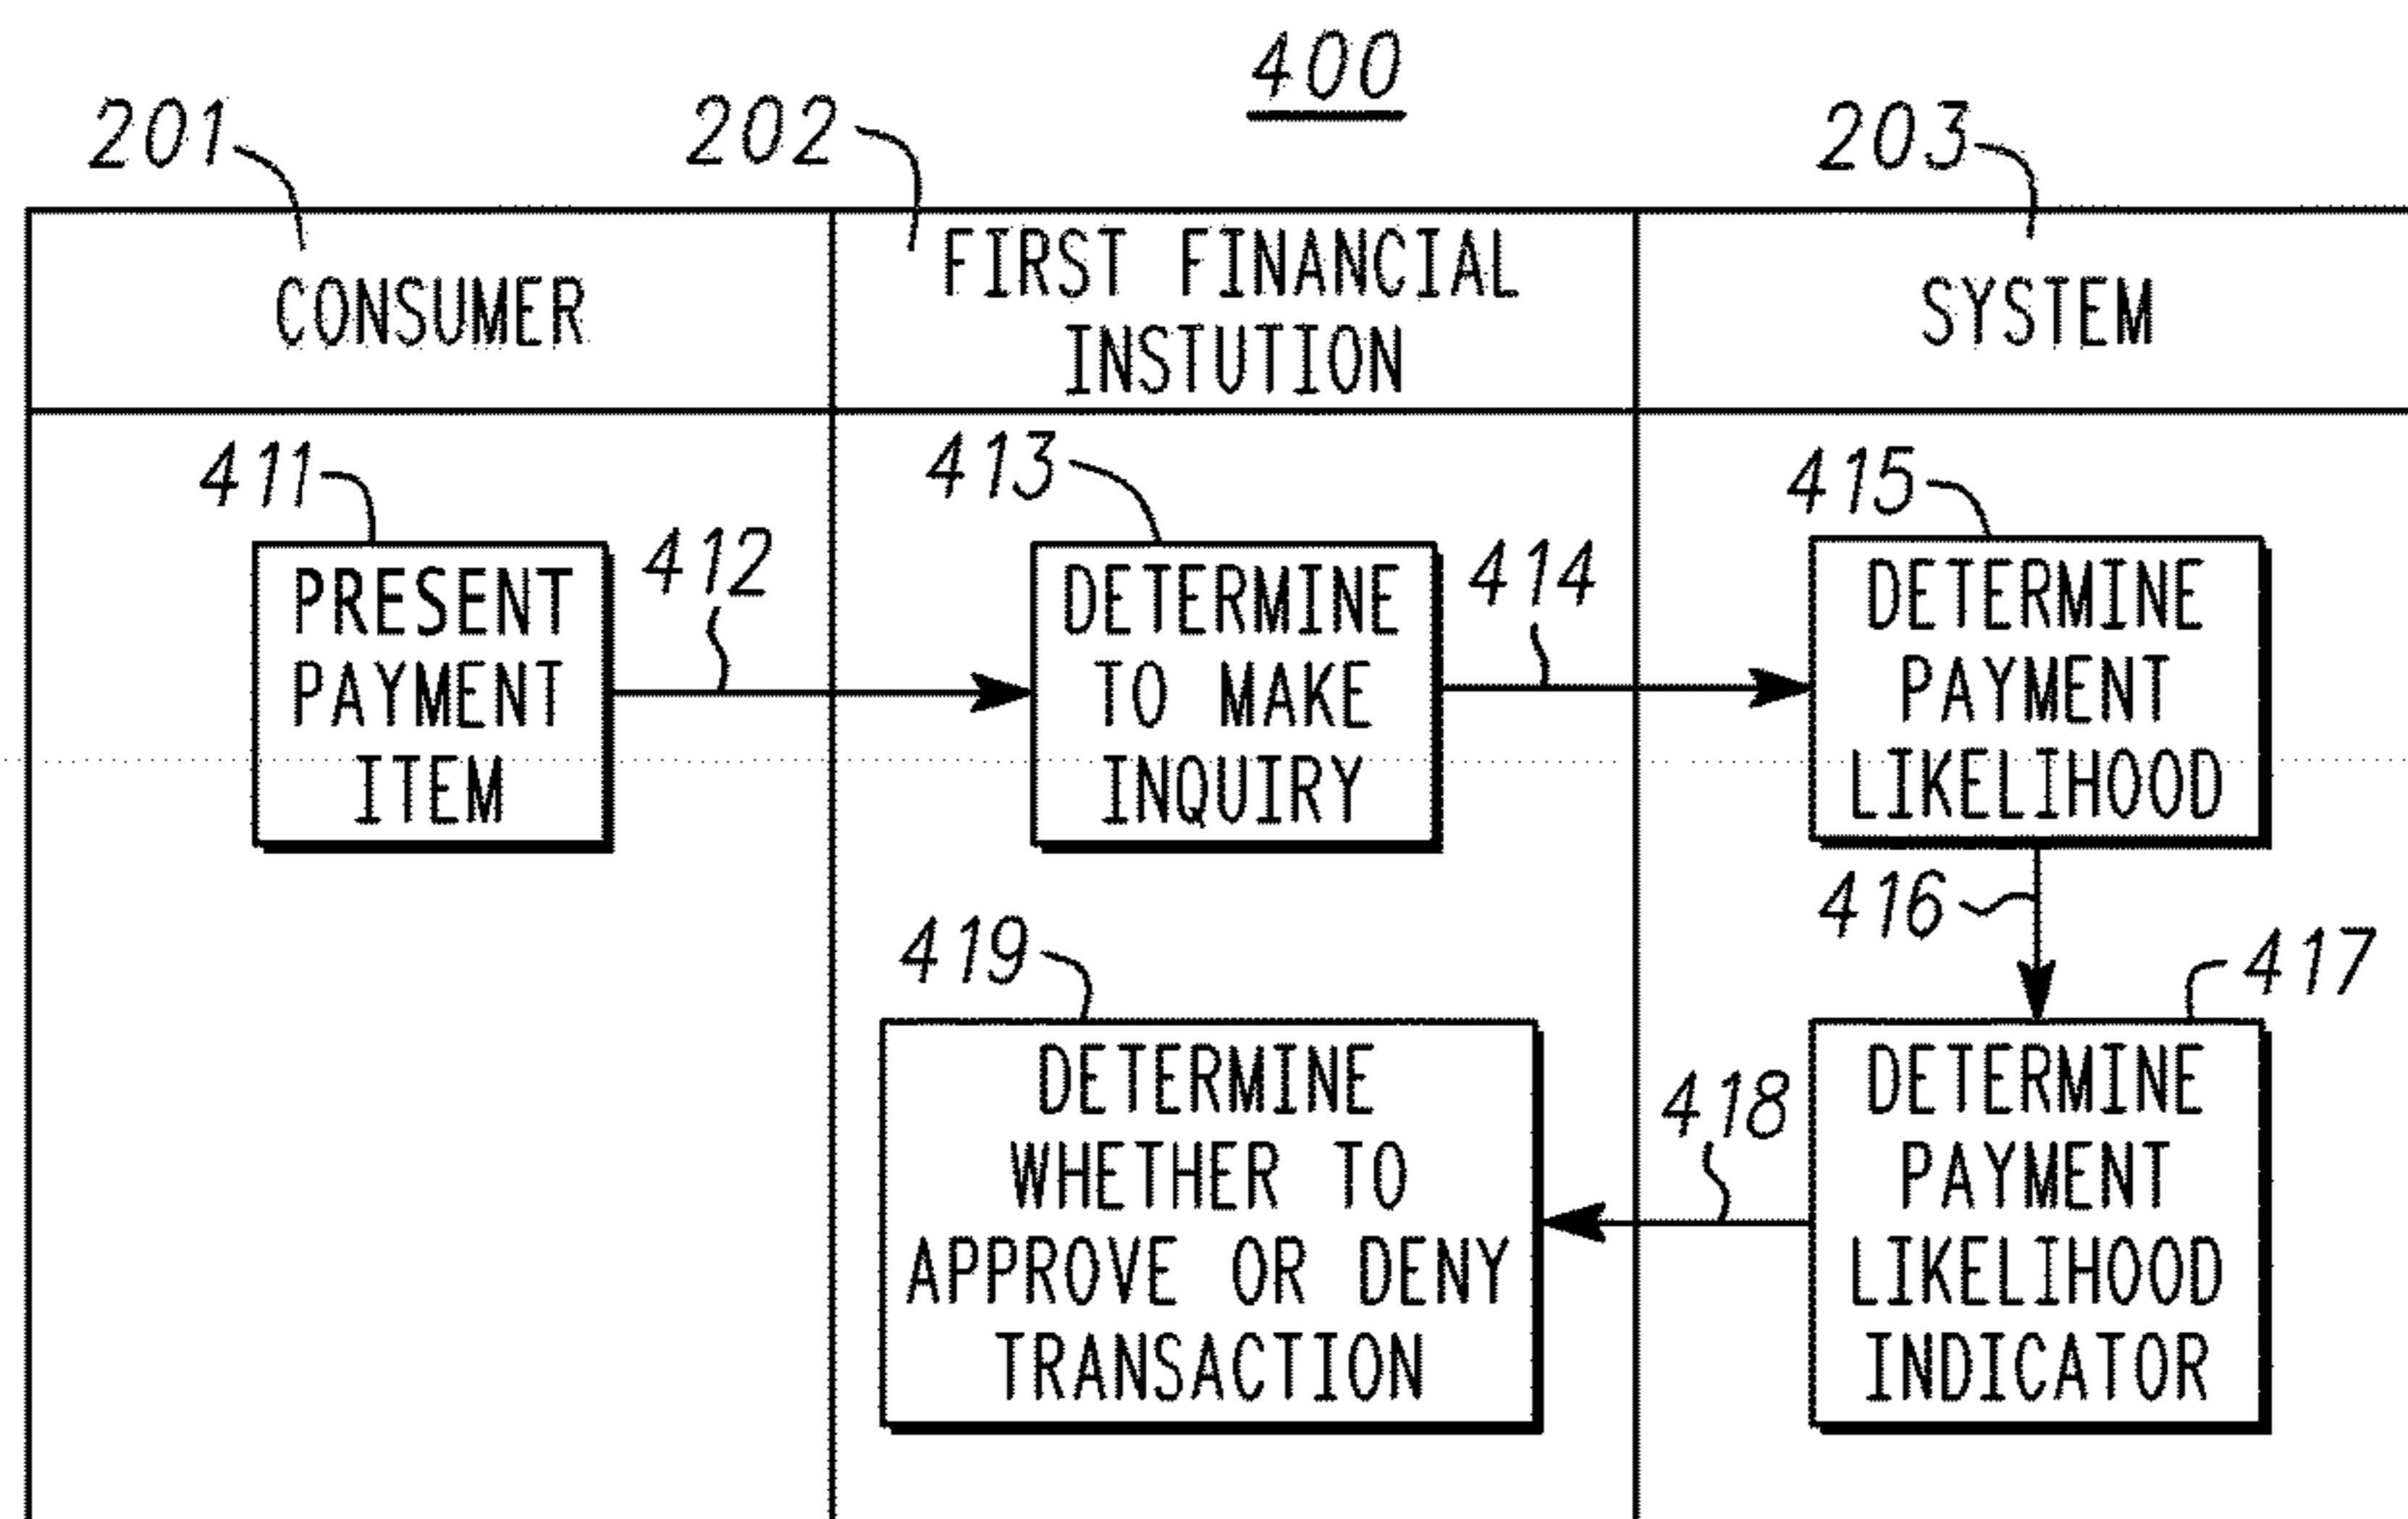 400
201
202
203
CONSUMER
FIRST FINANCIAL
INSTUTION
SYSTEM
411
412
413
414
415
PRESENT
PAYMENT
ITEM
DETERMINE
TO MAKE
INQUIRY
DETERMINE
PAYMENT
LIKELIHOOD
416
417
418
419
DETERMINE
WHETHER TO
APPROVE OR DENY
TRANSACTION
DETERMINE
PAYMENT
LIKELIHOOD
INDICATOR